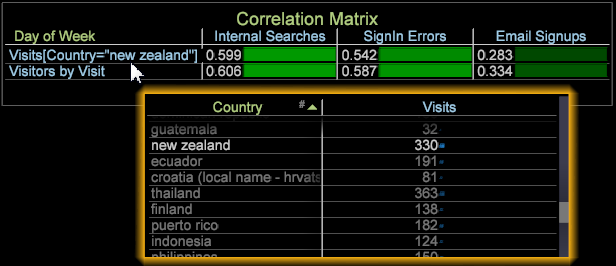 Correlation Matrix
Day of Week Internal Searches SignIn Errors Email Signups
Visits[Country="new zealand"] 0.599 0.542 0.283
Visitors by Visit 0.606 0.587 0.334
Country # Visits
guatemala 32
new zealand 330
ecuador 191
croatia (local name - hrvats 81
thailand 363
finland 138
puerto rico 182
indonesia 124
philippines 150